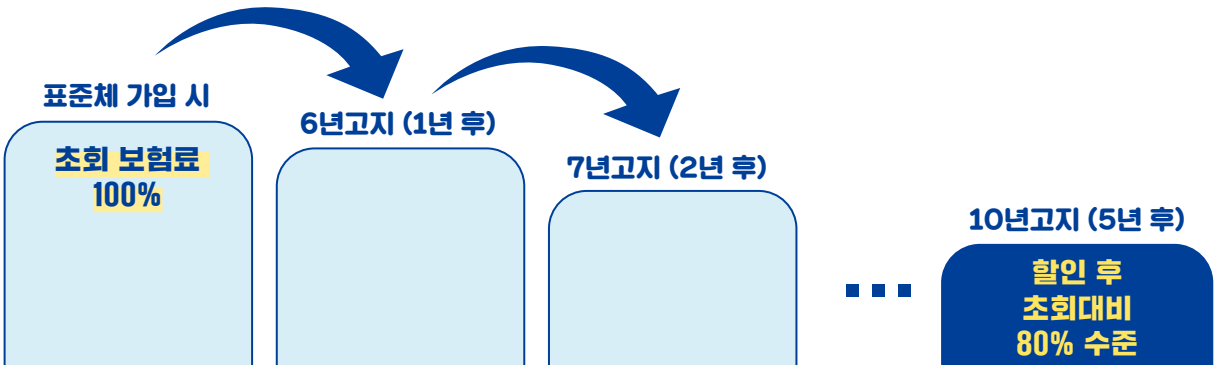 표준체 가입 시
초회 보험료
100%
6년고지 (1년 후)
7년고지 (2년 후)
10년고지 (5년 후)
할인 후
초회대비
80% 수준